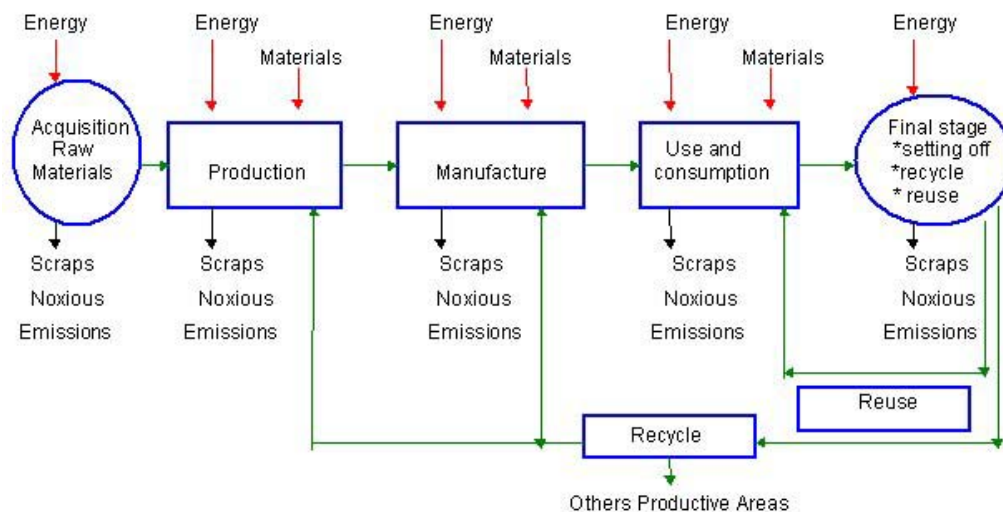 Energy
Energy
Energy
Energy
Energy
Materials
Materials
Materials
Acquisition
Raw
Materials
Production
Manufacture
Use and
consumption
Final stage
*setting off
*recycle
* reuse
Scraps
Noxious
Emissions
Scraps
Noxious
Emissions
Scraps
Noxious
Emissions
Scraps
Noxious
Emissions
Scraps
Noxious
Emissions
Reuse
Recycle
Others Productive Areas